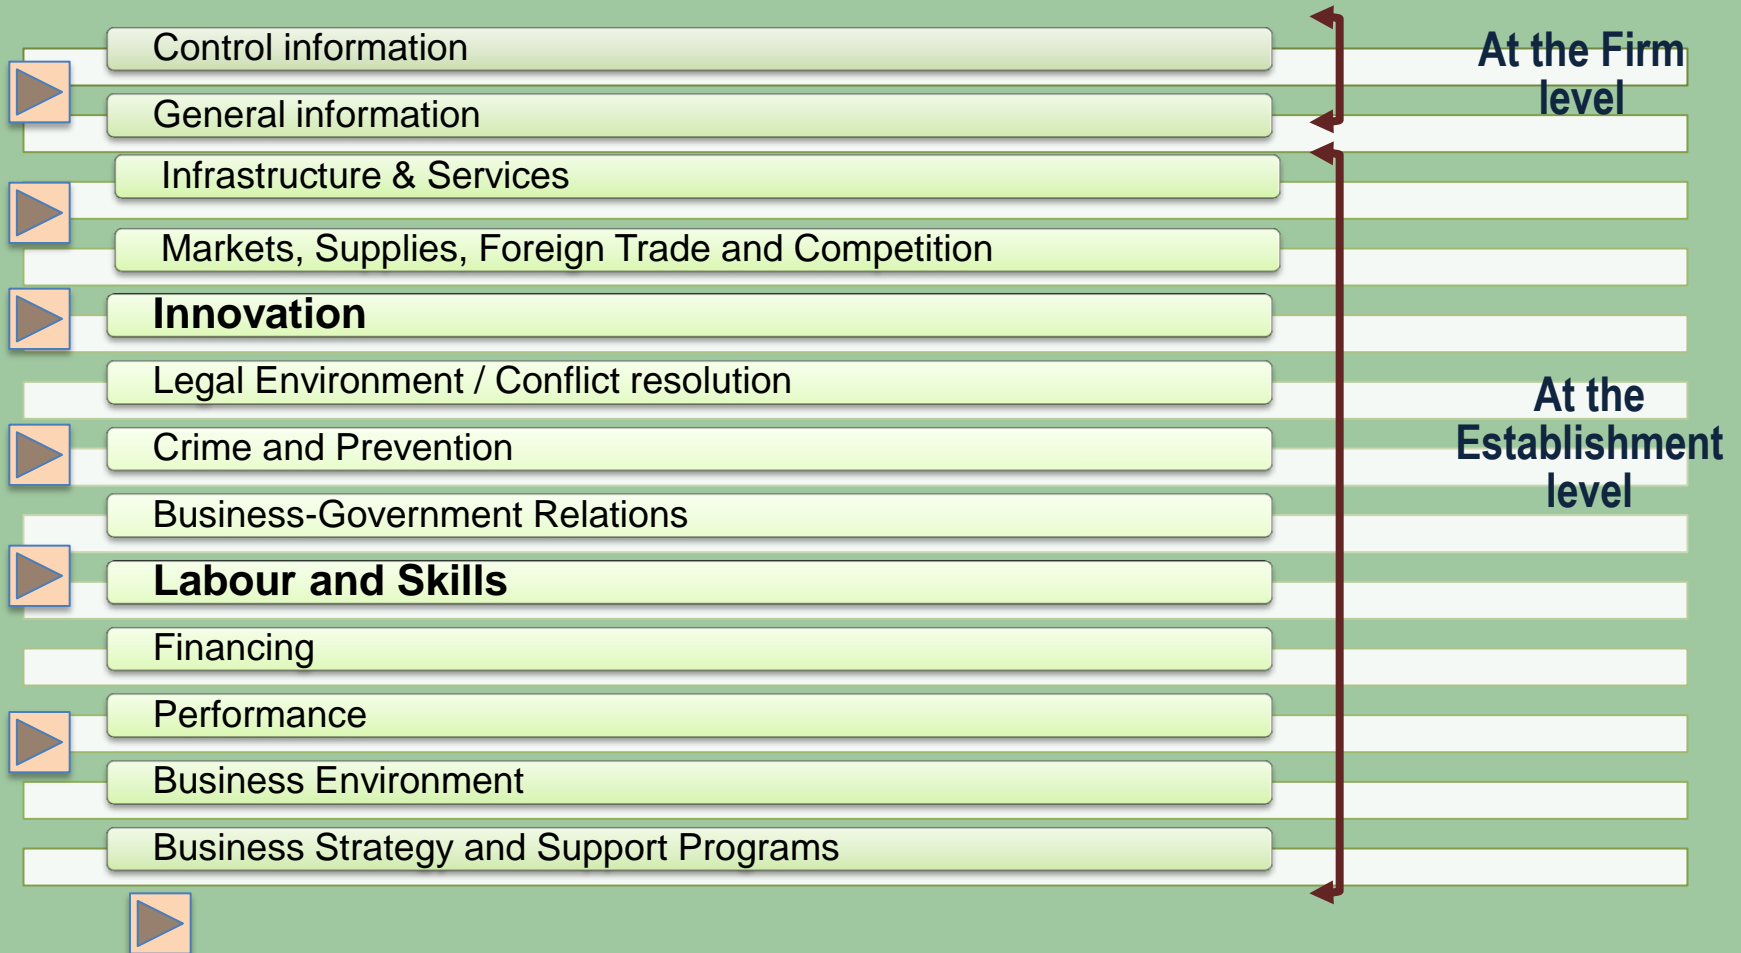 Control information
General information
At the Firm
level
Infrastructure & Services
Markets, Supplies, Foreign Trade and Competition
Innovation
Legal Environment / Conflict resolution
Crime and Prevention
Business-Government Relations
Labour and Skills
Financing
Performance
Business Environment
Business Strategy and Support Programs
At the
Establishment
level